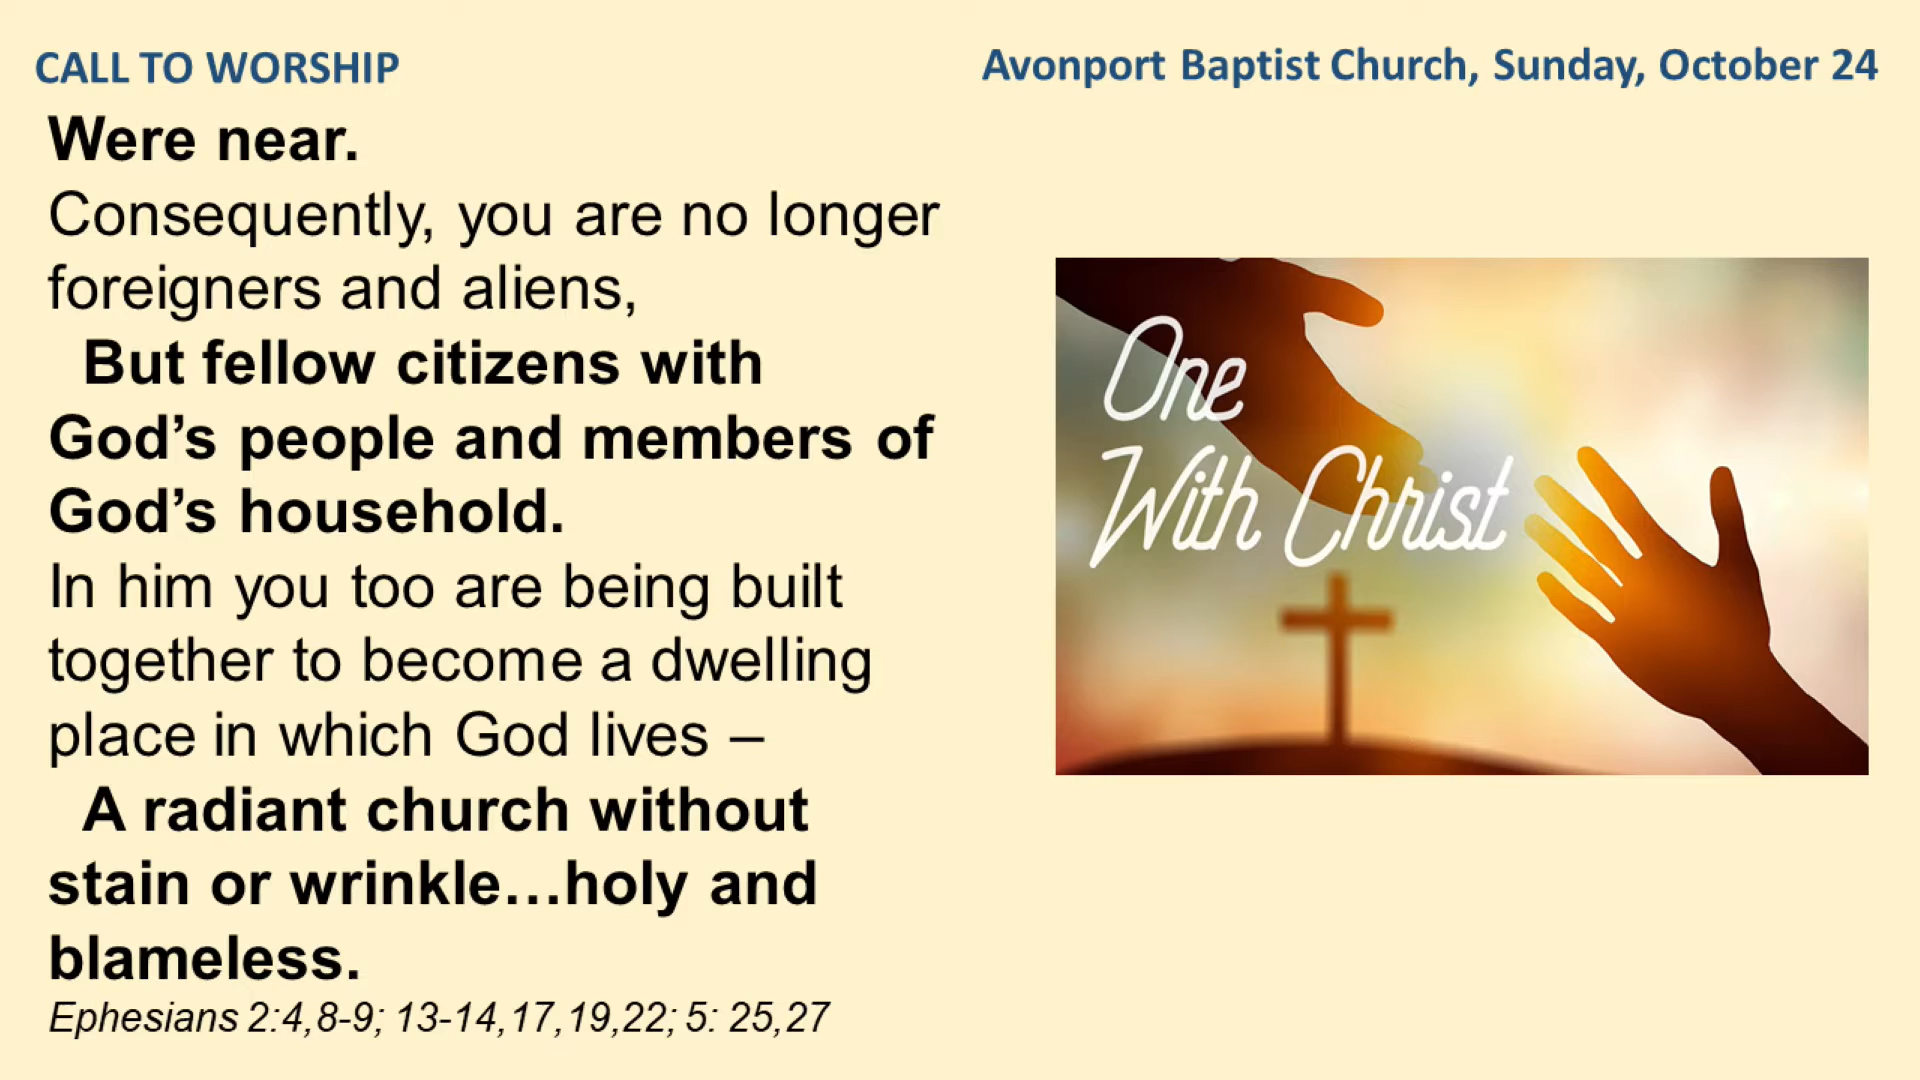 CALL TO WORSHIP
Avonport Baptist Church, Sunday, October 24
Were near.
Consequently, you are no longer
foreigners and aliens,
But fellow citizens with
God’s people and members of
God’s household.
In him you too are being built
together to become a dwelling
place in which God lives –
A radiant church without
stain or wrinkle…holy and
blameless.
Ephesians 2:4,8-9; 13-14,17,19,22; 5: 25,27
One
With Christ